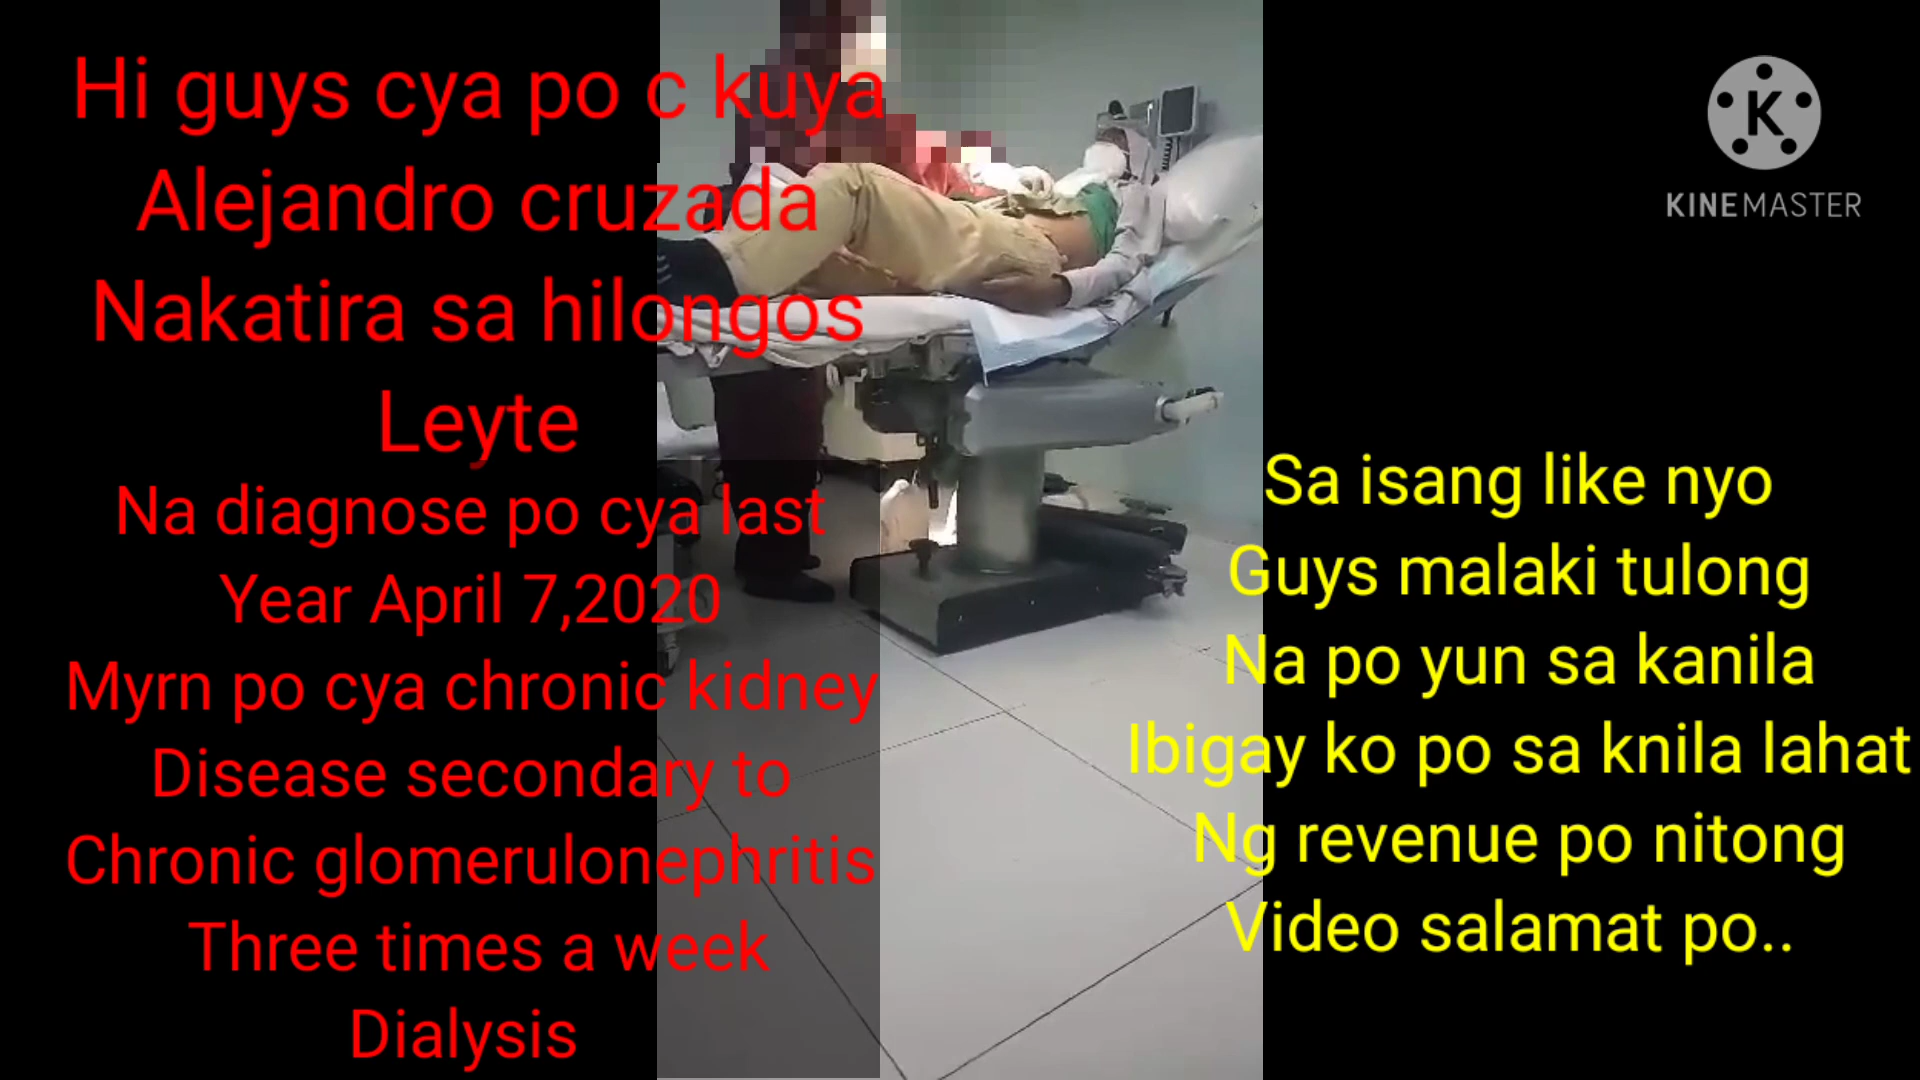 Hi guys cya po c kuya
Alejandro cruzada
Nakatira sa hilongos
Leyte
Na diagnose po cya last
Year April 7,2020
Myrn po cya chronic kidney
Disease secondary to
Chronic glomerulonephritis
Three times a week
Dialysis
KINEMASTER
Sa isang like nyo
Guys malaki tulong
Na po yun sa kanila
Ibigay ko po sa knila lahat
Ng revenue po nitong
Video salamat po..